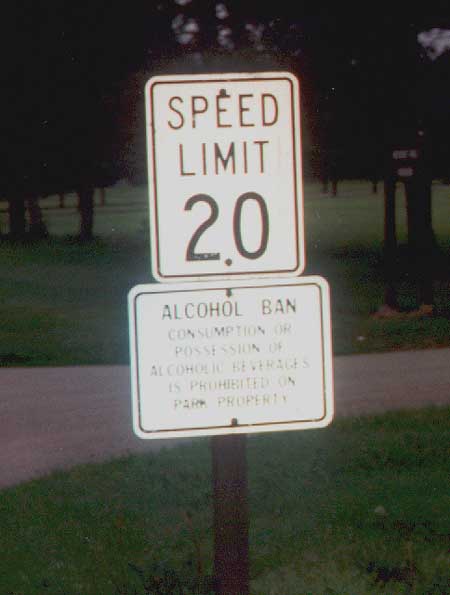 SPEED
LIMIT
20
ALCOHOL BAN
CONSUMPTION OR
POSSESSION OF
ALCOHOLIC BEVERAGES
IS PROHIBITED ON
PARK PROPERTY